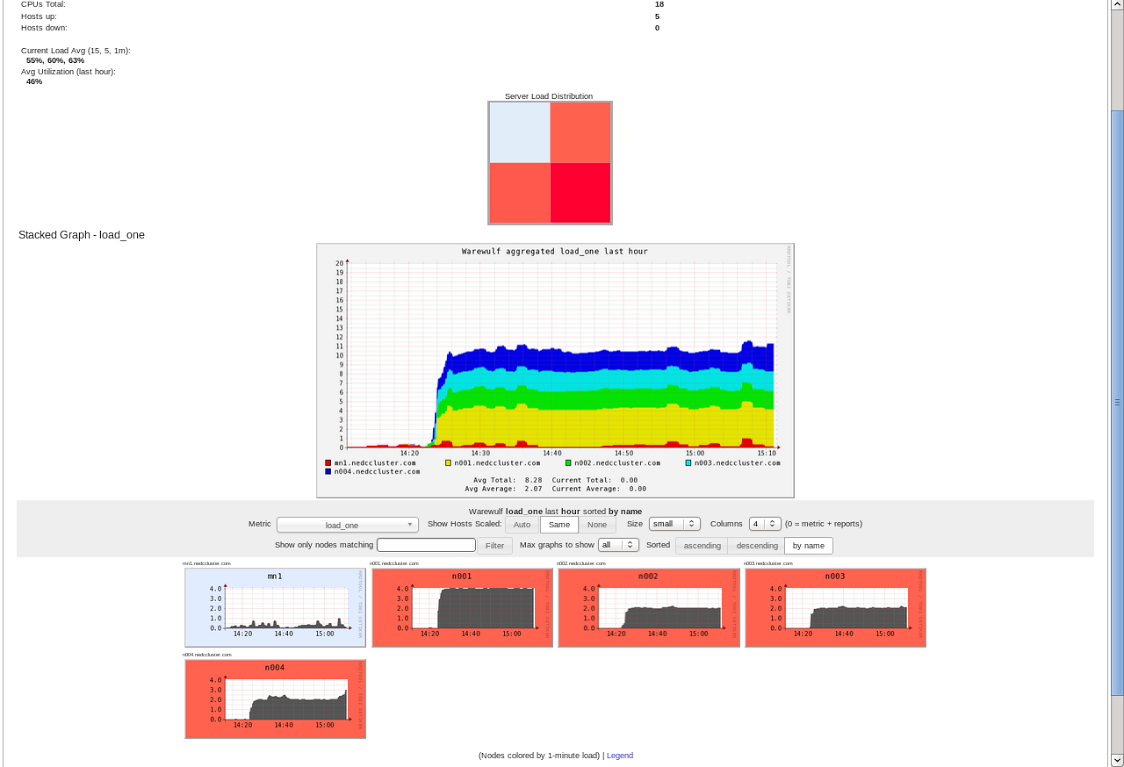 CPUs Total: 18
Hosts up: 5
Hosts down: 0
Current Load Avg (15, 5, 1m):
55%, 60%, 63%
Avg Utilization (last hour):
46%
Server Load Distribution
Stacked Graph - load_one
Warewulf aggregated load_one last hour
20
19
18
17
16
15
14
13
12
11
10
9
8
7
6
5
4
3
2
1
0
14:20 14:30 14:40 14:50 15:00 15:10
mn1.nedccluster.com n001.nedccluster.com n002.nedccluster.com n003.nedccluster.com
n004.nedccluster.com
Avg Total: 8.28 Current Total: 0.00
Avg Average: 2.07 Current Average: 0.00
Warewulf load_one last hour sorted by name
Metric load_one Show Hosts Scaled: Auto Same None Size small Columns 4 (0 = metric + reports)
Show only nodes matching Filter Max graphs to show all Sorted ascending descending by name
mn1.nedccluster.com n001.nedccluster.com n002.nedccluster.com n003.nedccluster.com
mn1 n001 n002 n003
4.0 4.0 4.0 4.0
3.0 3.0 3.0 3.0
2.0 2.0 2.0 2.0
1.0 1.0 1.0 1.0
0.0 0.0 0.0 0.0
14:20 14:40 15:00 14:20 14:40 15:00 14:20 14:40 15:00 14:20 14:40 15:00
n004.nedccluster.com
n004
4.0
3.0
2.0
1.0
0.0
14:20 14:40 15:00
(Nodes colored by 1-minute load) | Legend